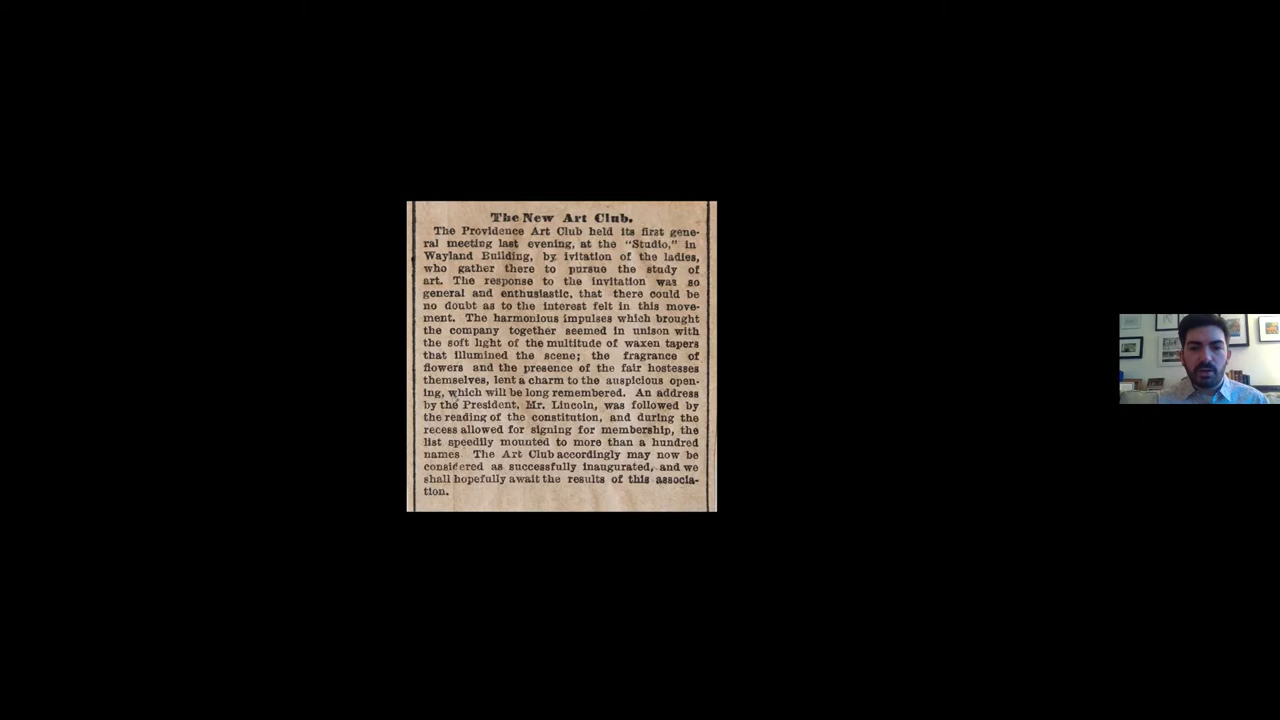 The New Art Club.
The Providence Art Club held its first gene-
ral meeting last evening, at the "Studio," in
Wayland Building, by ivitation of the ladies,
who gather there to pursue the study of
art. The response to the invitation was so
general and enthusiastic, that there could be
no doubt as to the interest felt in this move-
ment. The harmonious impulses which brought
the company together seemed in unison with
the soft light of the multitude of waxen tapers
that illumined the scene; the fragrance of
flowers and the presence of the fair hostesses
themselves, lent a charm to the auspicious open-
ing, which will be long remembered. An address
by the President, Mr. Lincoln, was followed by
the reading of the constitution, and during the
recess allowed for signing for membership, the
list speedily mounted to more than a hundred
names The Art Club accordingly may now be
considered as successfully inaugurated, and we
shall hopefully await the results of this associa-
tion.